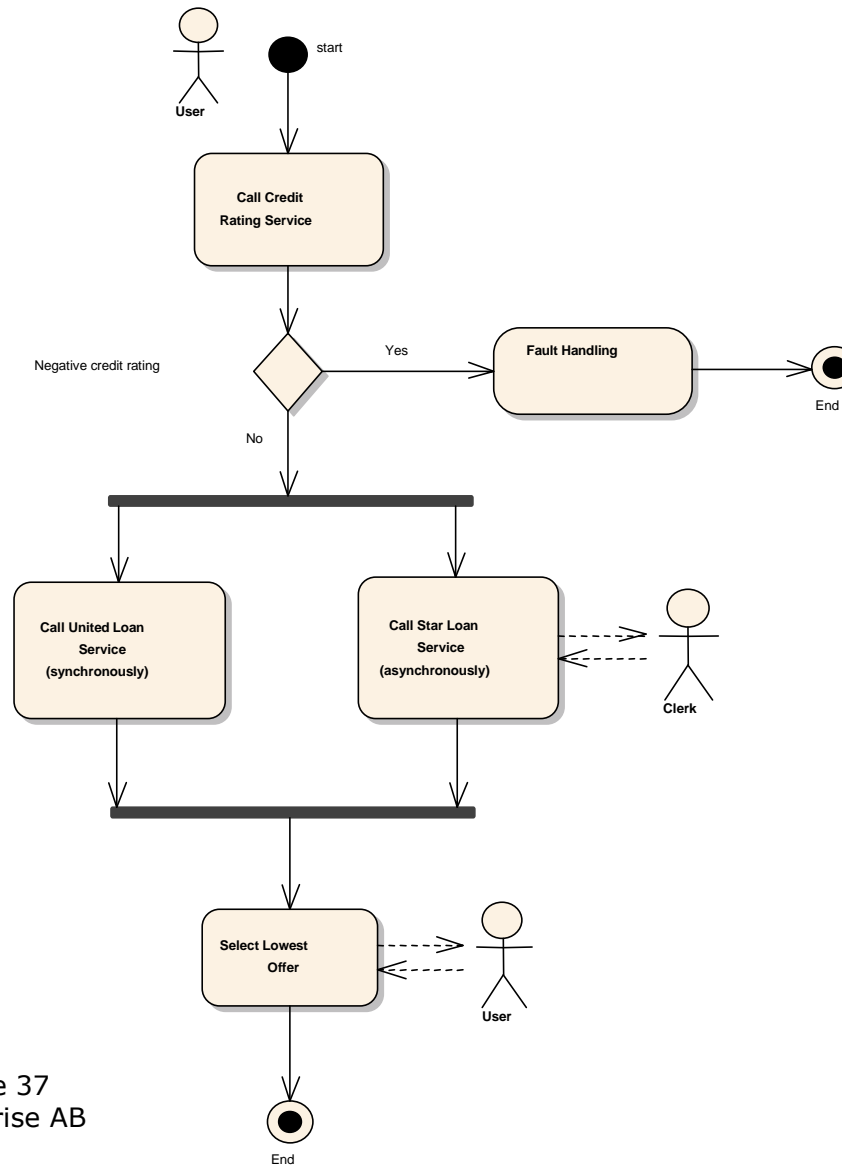 start
User
Call Credit
Rating Service
Negative credit rating
Yes
Fault Handling
End
No
Call United Loan
Service
(synchronously)
Call Star Loan
Service
(asynchronously)
Clerk
Select Lowest
Offer
User
e 37
rise AB
End